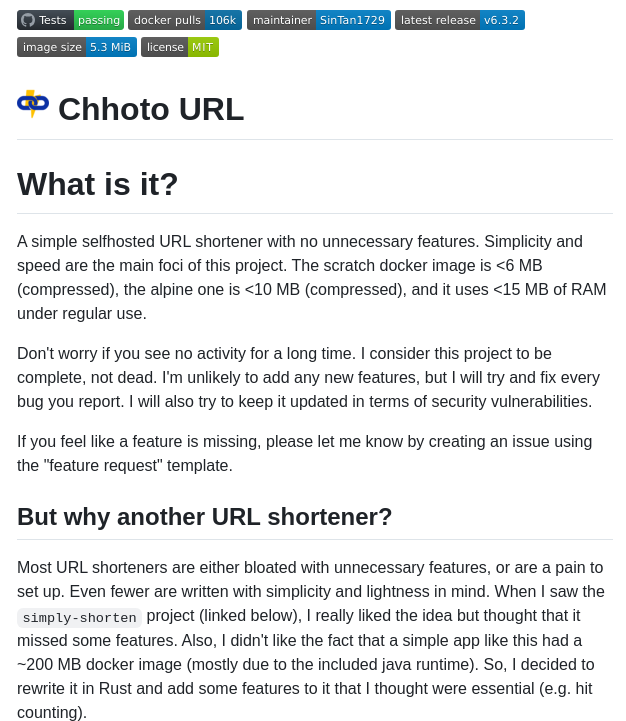 Tests passing docker pulls 106k maintainer SinTan1729 latest release v6.3.2
image size 5.3 MiB license MIT
Chhoto URL
What is it?
A simple selfhosted URL shortener with no unnecessary features. Simplicity and
speed are the main foci of this project. The scratch docker image is <6 MB
(compressed), the alpine one is <10 MB (compressed), and it uses <15 MB of RAM
under regular use.
Don't worry if you see no activity for a long time. I consider this project to be
complete, not dead. I'm unlikely to add any new features, but I will try and fix every
bug you report. I will also try to keep it updated in terms of security vulnerabilities.
If you feel like a feature is missing, please let me know by creating an issue using
the "feature request" template.
But why another URL shortener?
Most URL shorteners are either bloated with unnecessary features, or are a pain to
set up. Even fewer are written with simplicity and lightness in mind. When I saw the
simply-shorten project (linked below), I really liked the idea but thought that it
missed some features. Also, I didn't like the fact that a simple app like this had a
~200 MB docker image (mostly due to the included java runtime). So, I decided to
rewrite it in Rust and add some features to it that I thought were essential (e.g. hit
counting).